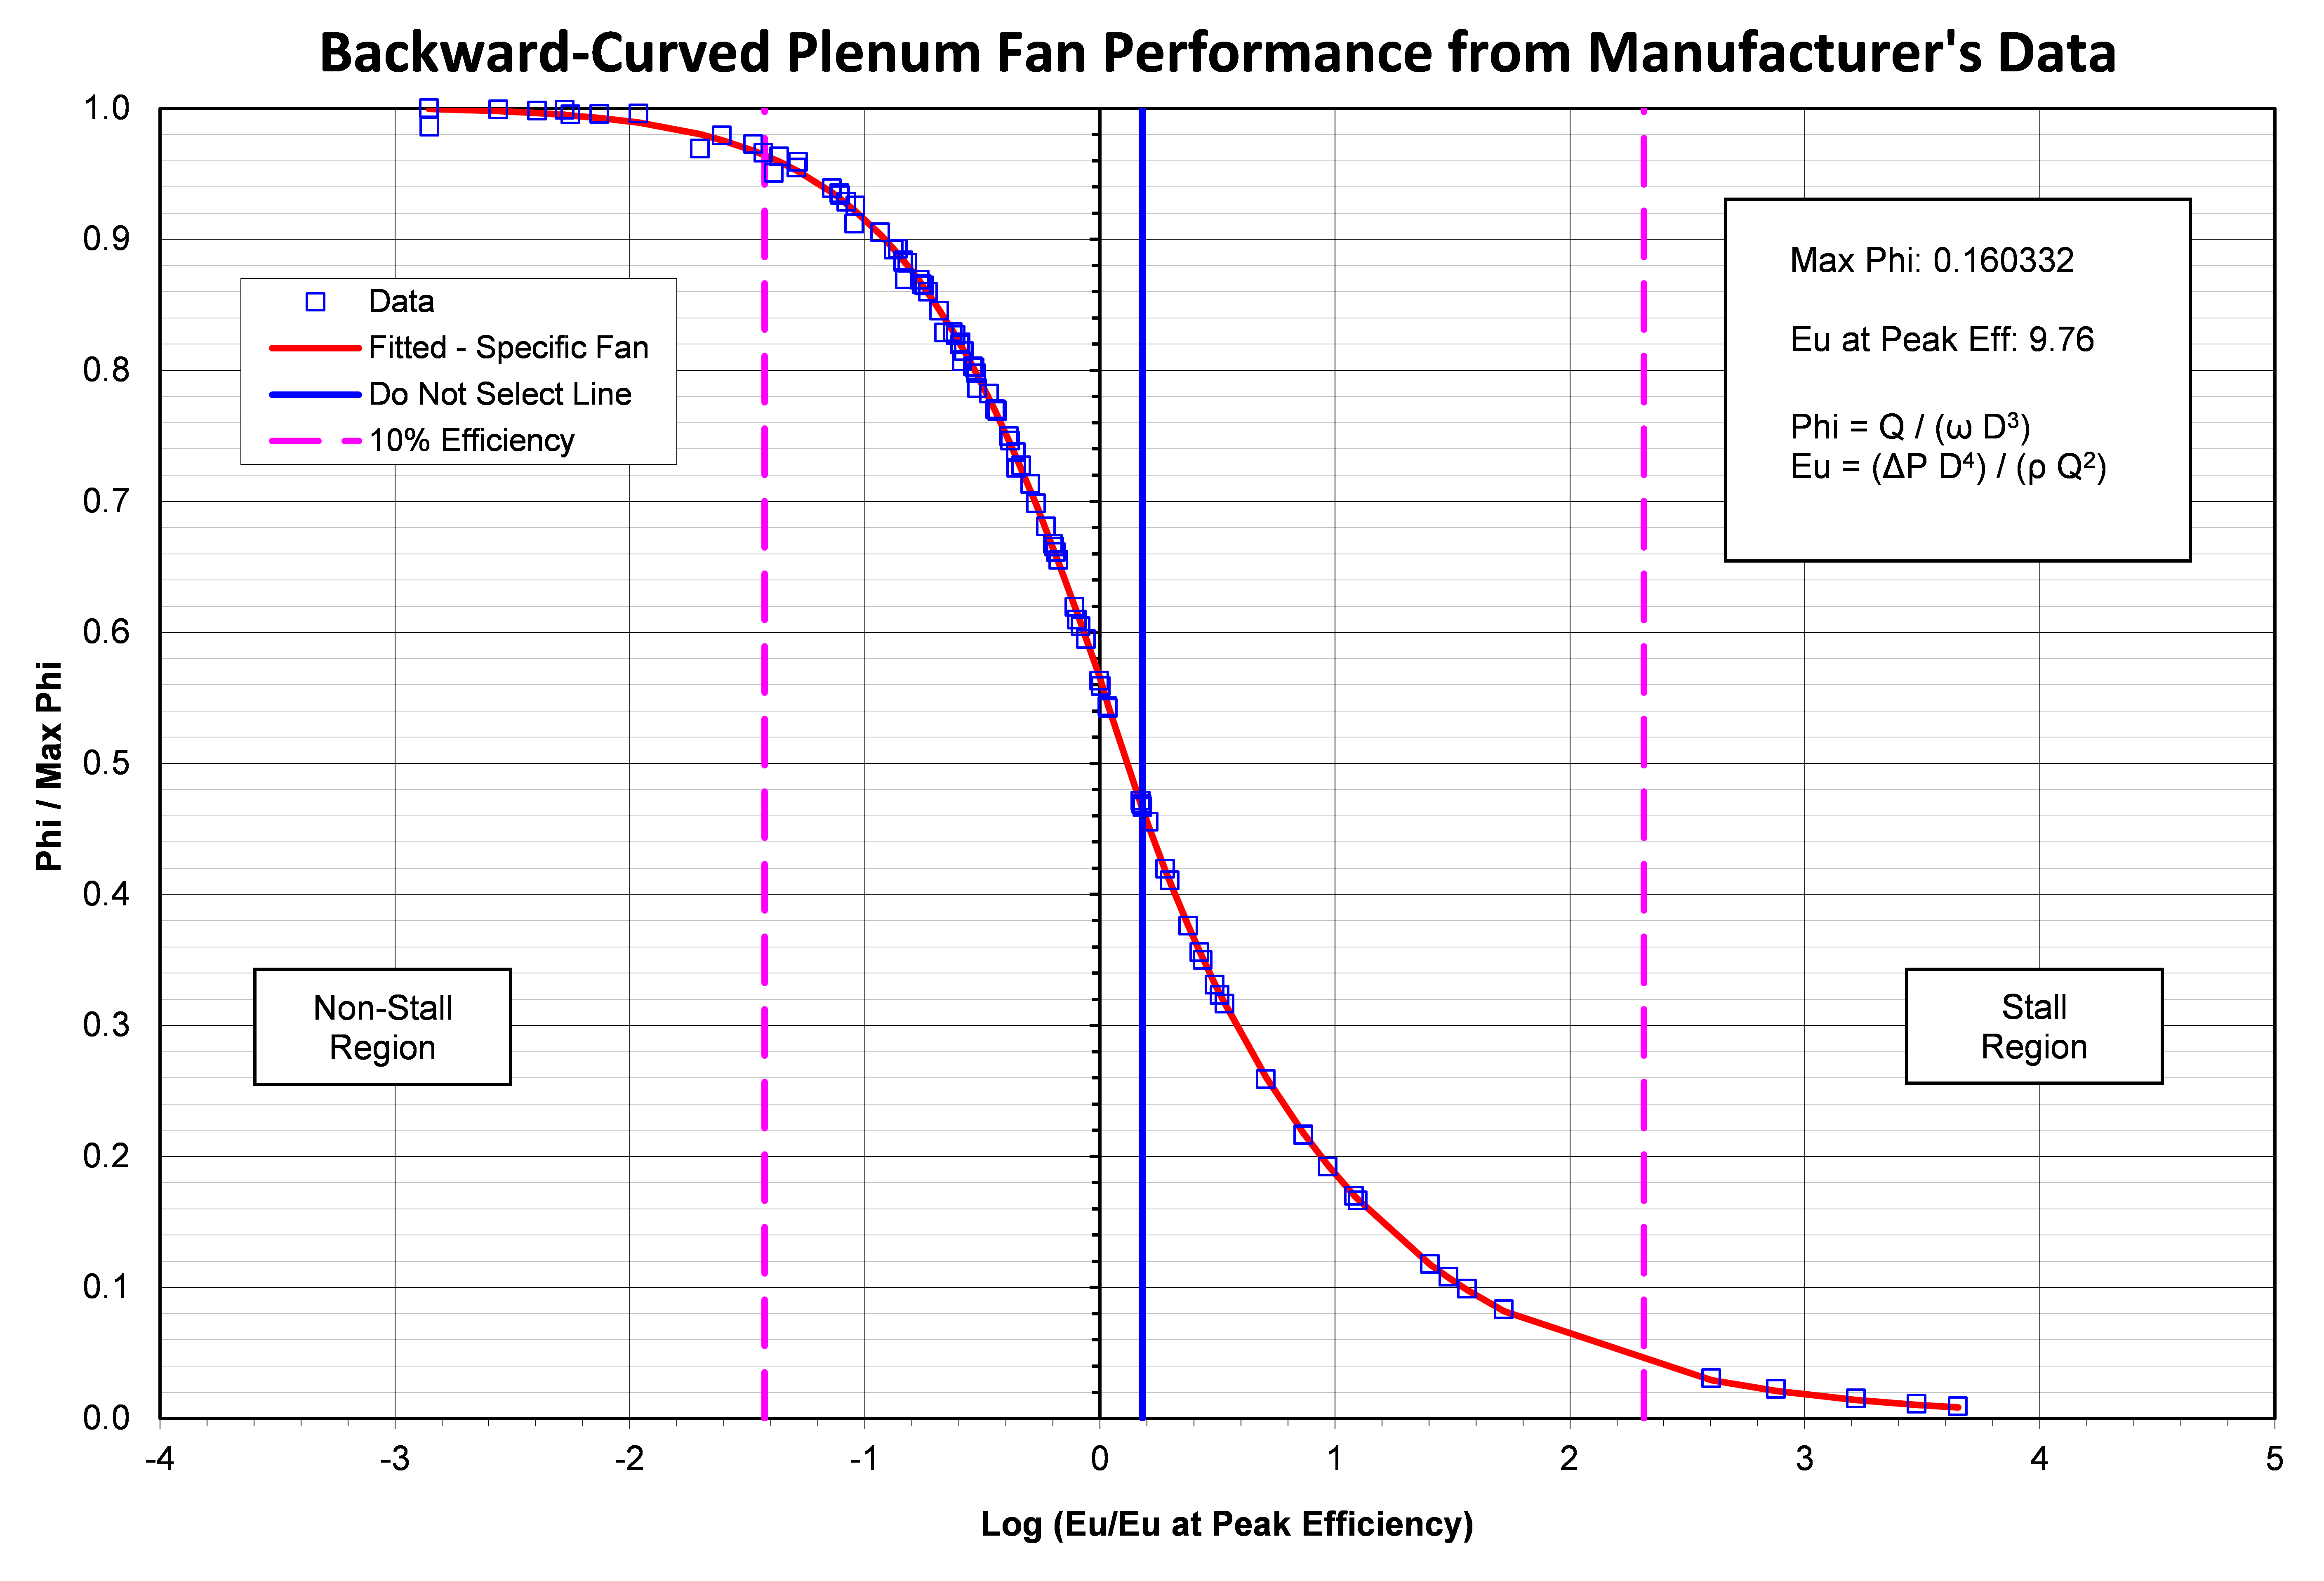 Backward-Curved Plenum Fan Performance from Manufacturer's Data
1.0
0.9
0.8
0.7
0.6
0.5
0.4
0.3
0.2
0.1
0.0
Phi / Max Phi
Data
Fitted - Specific Fan
Do Not Select Line
10% Efficiency
Max Phi: 0.160332
Eu at Peak Eff: 9.76
Phi = Q / (ω D³)
Eu = (ΔP D⁴) / (ρ Q²)
Non-Stall
Region
Stall
Region
-4 -3 -2 -1 0 1 2 3 4 5
Log (Eu/Eu at Peak Efficiency)